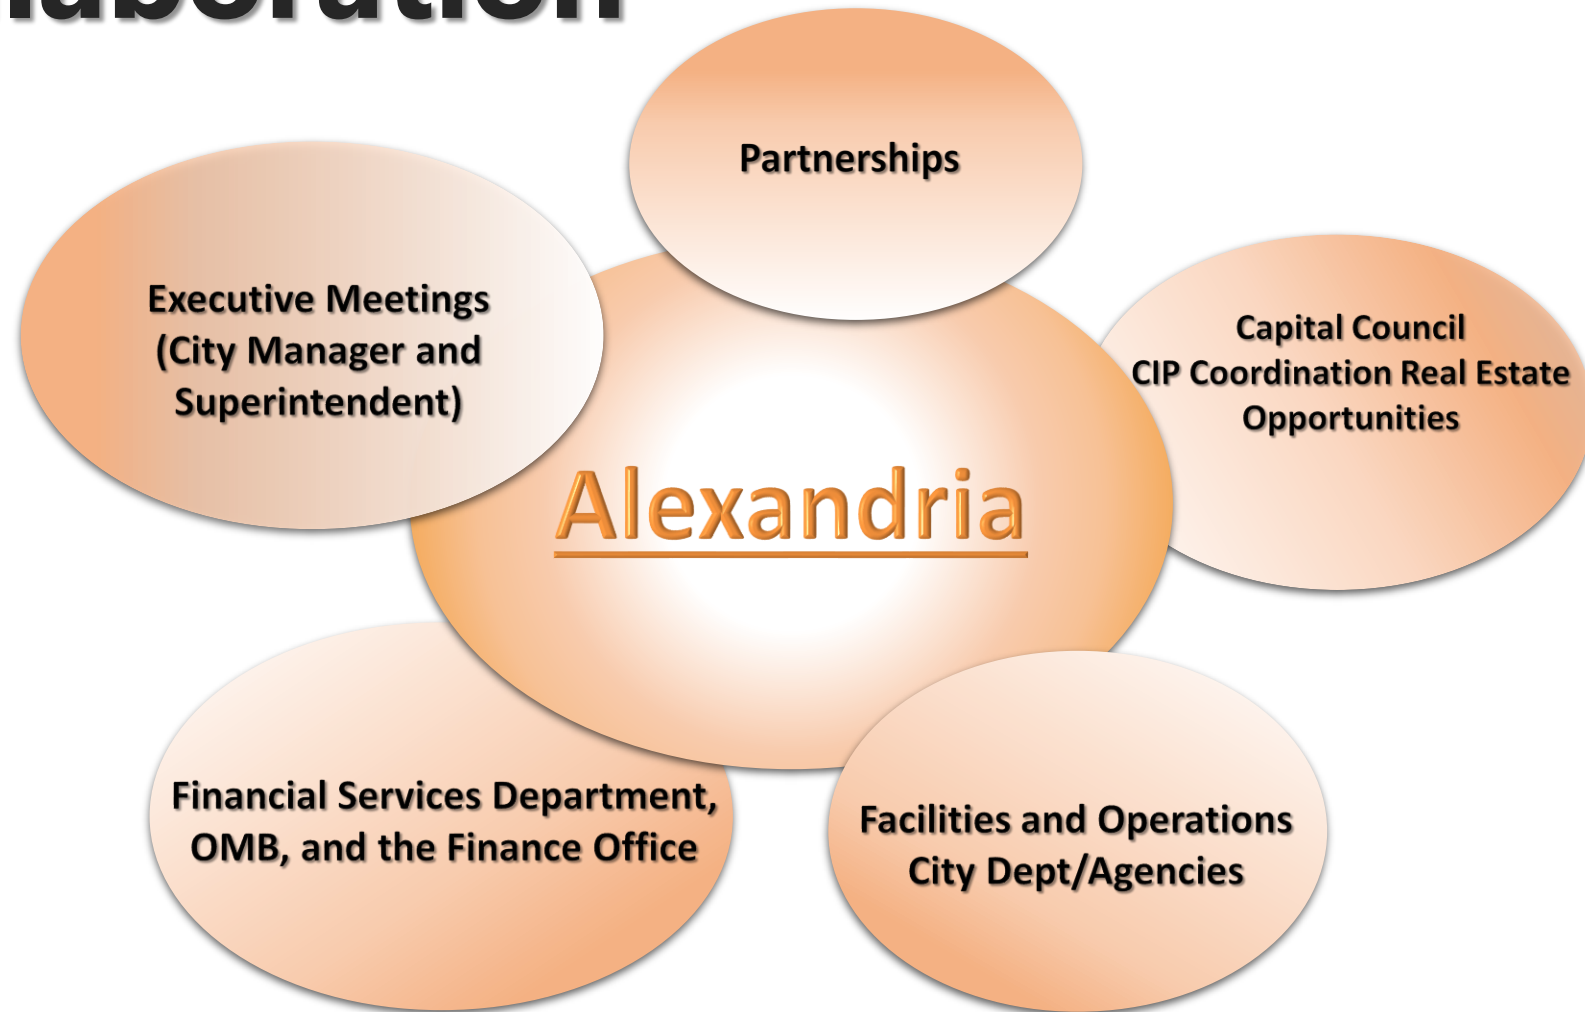 laboration
Partnerships
Executive Meetings
(City Manager and
Superintendent)
Capital Council
CIP Coordination Real Estate
Opportunities
Alexandria
Financial Services Department,
OMB, and the Finance Office
Facilities and Operations
City Dept/Agencies